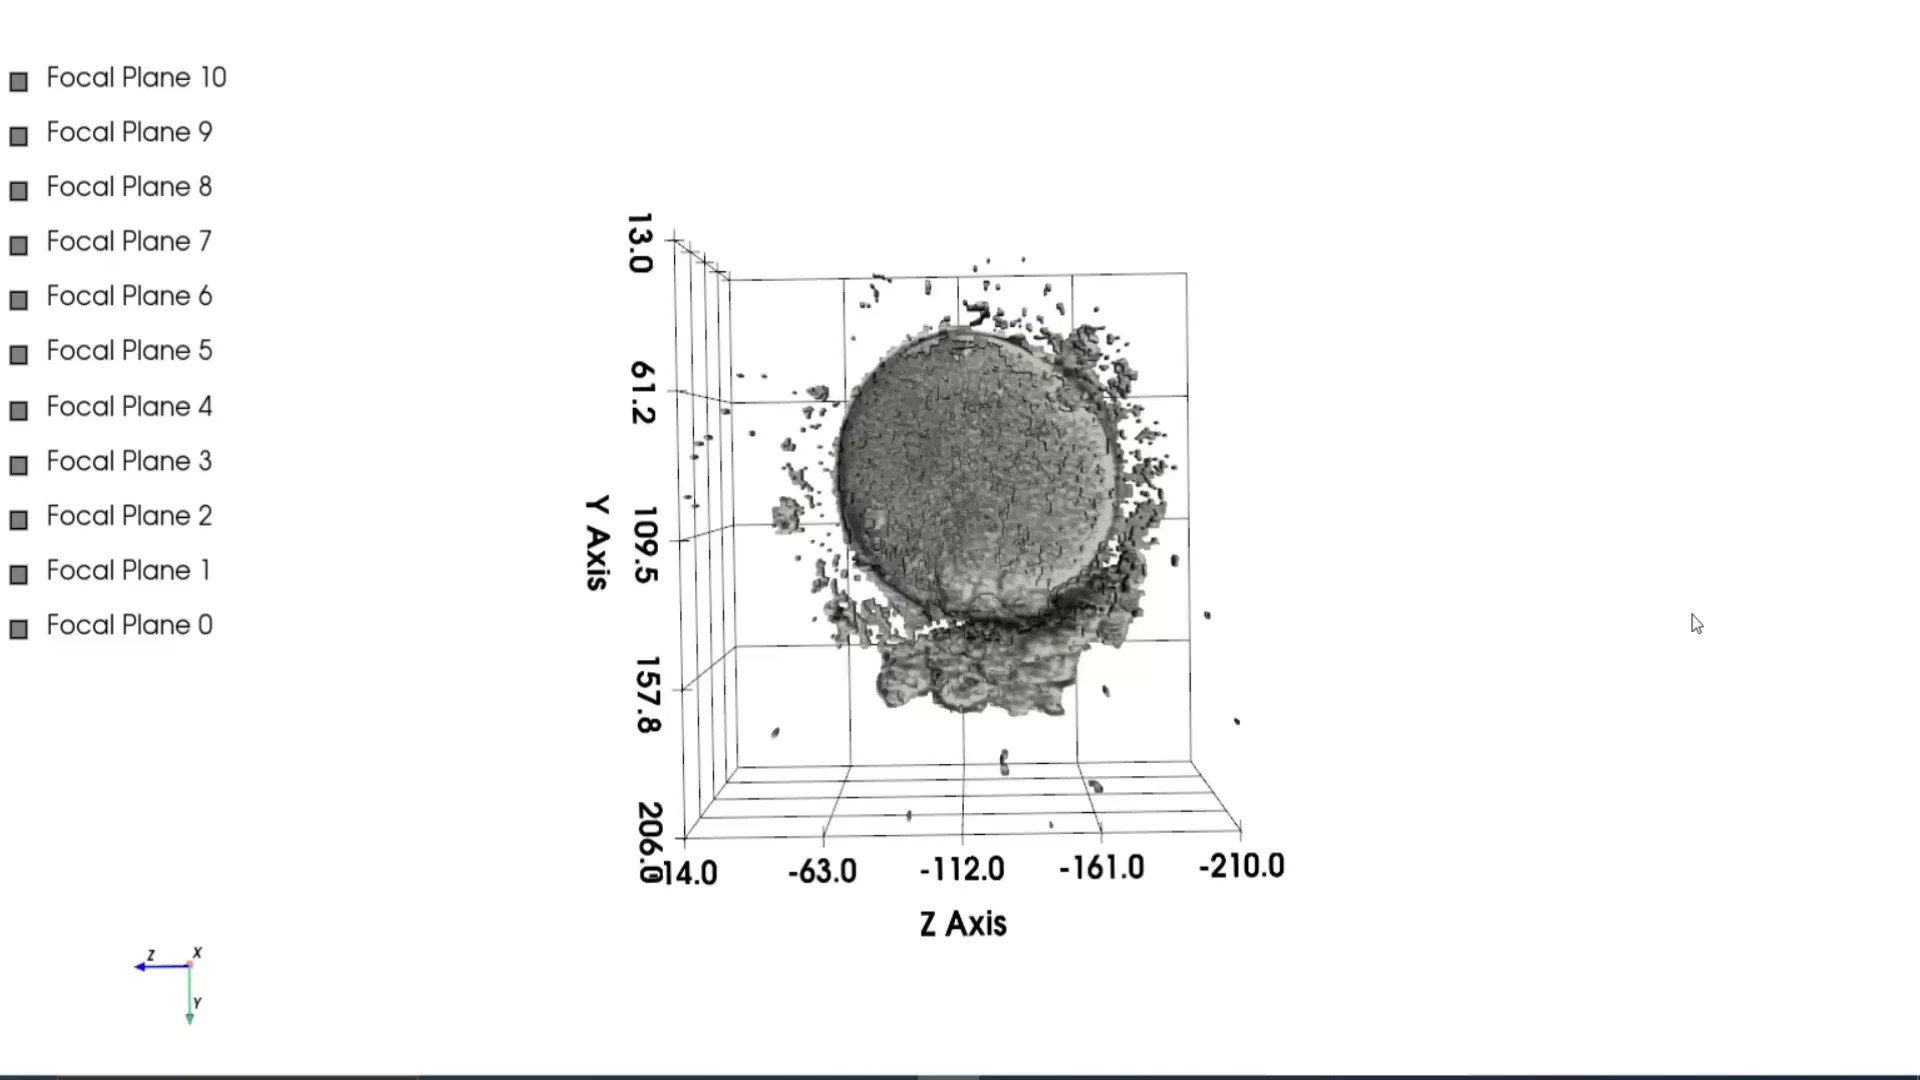 Focal Plane 10
Focal Plane 9
Focal Plane 8
Focal Plane 7
Focal Plane 6
Focal Plane 5
Focal Plane 4
Focal Plane 3
Focal Plane 2
Focal Plane 1
Focal Plane 0
13.0
61.2
109.5
157.8
206.0
Y Axis
-14.0
-63.0
-112.0
-161.0
-210.0
Z Axis
Z
X
Y